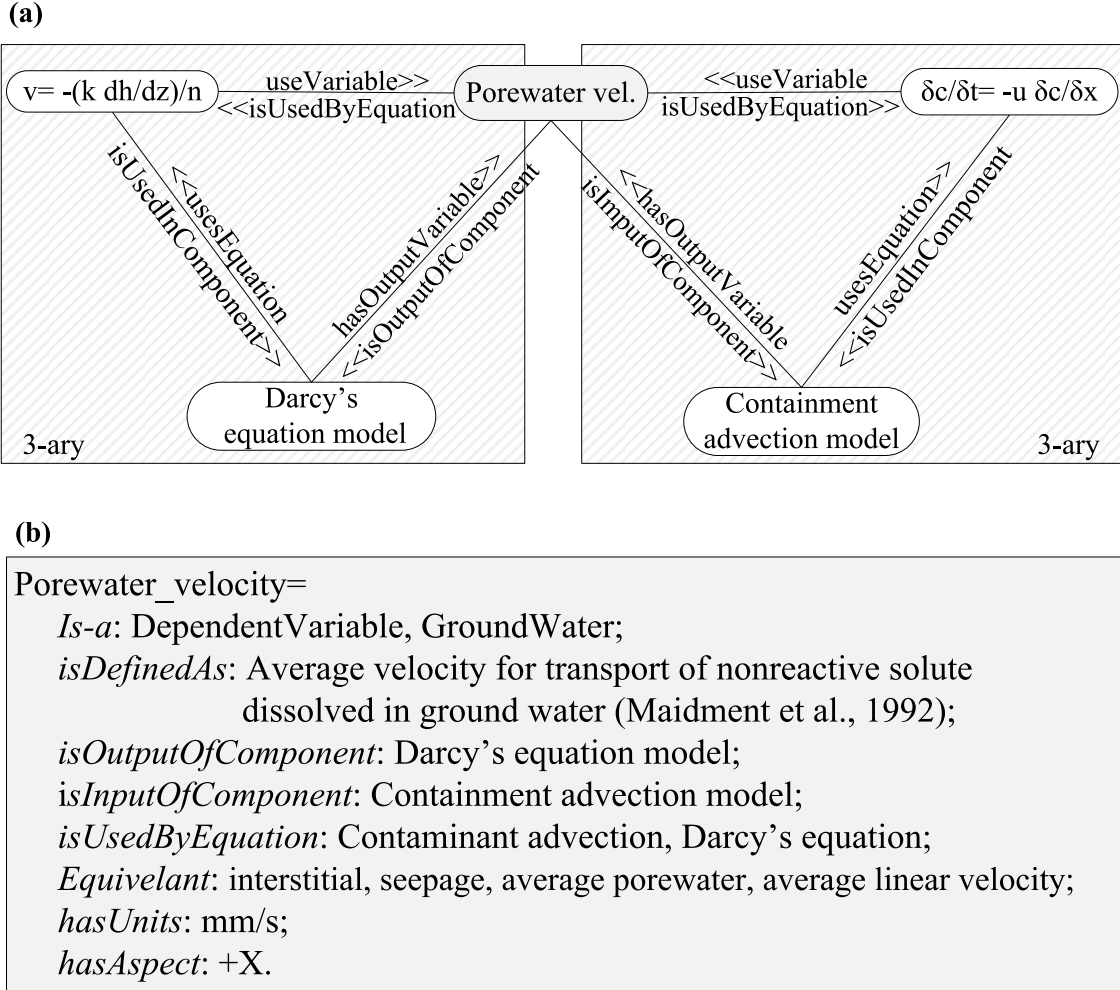 (a)
v= -(k dh/dz)/n
useVariable>>
<<isUsedByEquation
Porewater vel.
<<useVariable
isUsedByEquation>>
δc/δt= -u δc/δx
<<usesEquation
isUsedInComponent>>
hasOutputVariable>>
<<isOutputOfComponent
<<hasOutputVariable
isImputOfComponent>>
usesEquation>>
<<isUsedInComponent
Darcy's
equation model
Containment
advection model
3-ary
3-ary
(b)
Porewater_velocity=
Is-a: DependentVariable, GroundWater;
isDefinedAs: Average velocity for transport of nonreactive solute
dissolved in ground water (Maidment et al., 1992);
isOutputOfComponent: Darcy's equation model;
isInputOfComponent: Containment advection model;
isUsedByEquation: Contaminant advection, Darcy's equation;
Equivelant: interstitial, seepage, average porewater, average linear velocity;
hasUnits: mm/s;
hasAspect: +X.